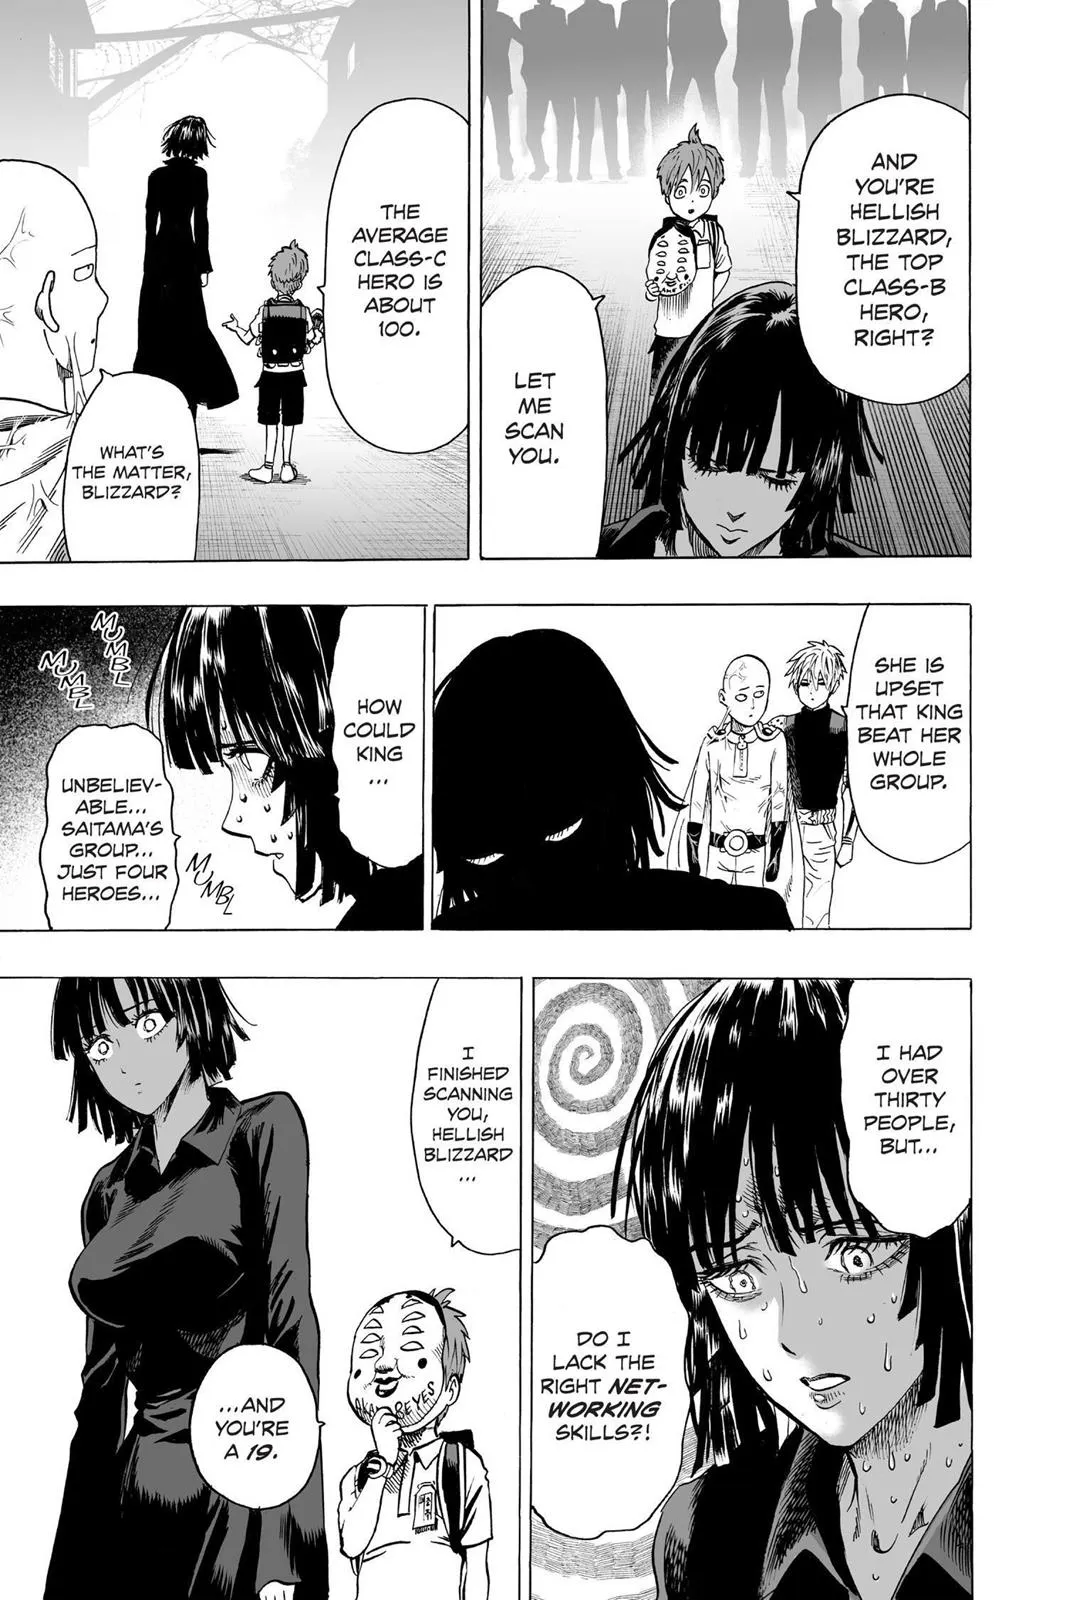 AND
YOU'RE
HELLISH
BLIZZARD,
THE TOP
CLASS-B
HERO,
RIGHT?
LET
ME
SCAN
YOU.
THE
AVERAGE
CLASS-C
HERO IS
ABOUT
100.
WHAT'S
THE MATTER,
BLIZZARD?
SHE IS
UPSET
THAT KING
BEAT HER
WHOLE
GROUP.
HOW
COULD
KING
...
MUMBL
MUMBL
UNBELIEV-
ABLE...
SAITAMA'S
GROUP...
JUST FOUR
HEROES...
MUMBL
I HAD
OVER
THIRTY
PEOPLE,
BUT...
DO I
LACK THE
RIGHT NET-
WORKING
SKILLS?!
I
FINISHED
SCANNING
YOU,
HELLISH
BLIZZARD
...
...AND
YOU'RE
A 19.